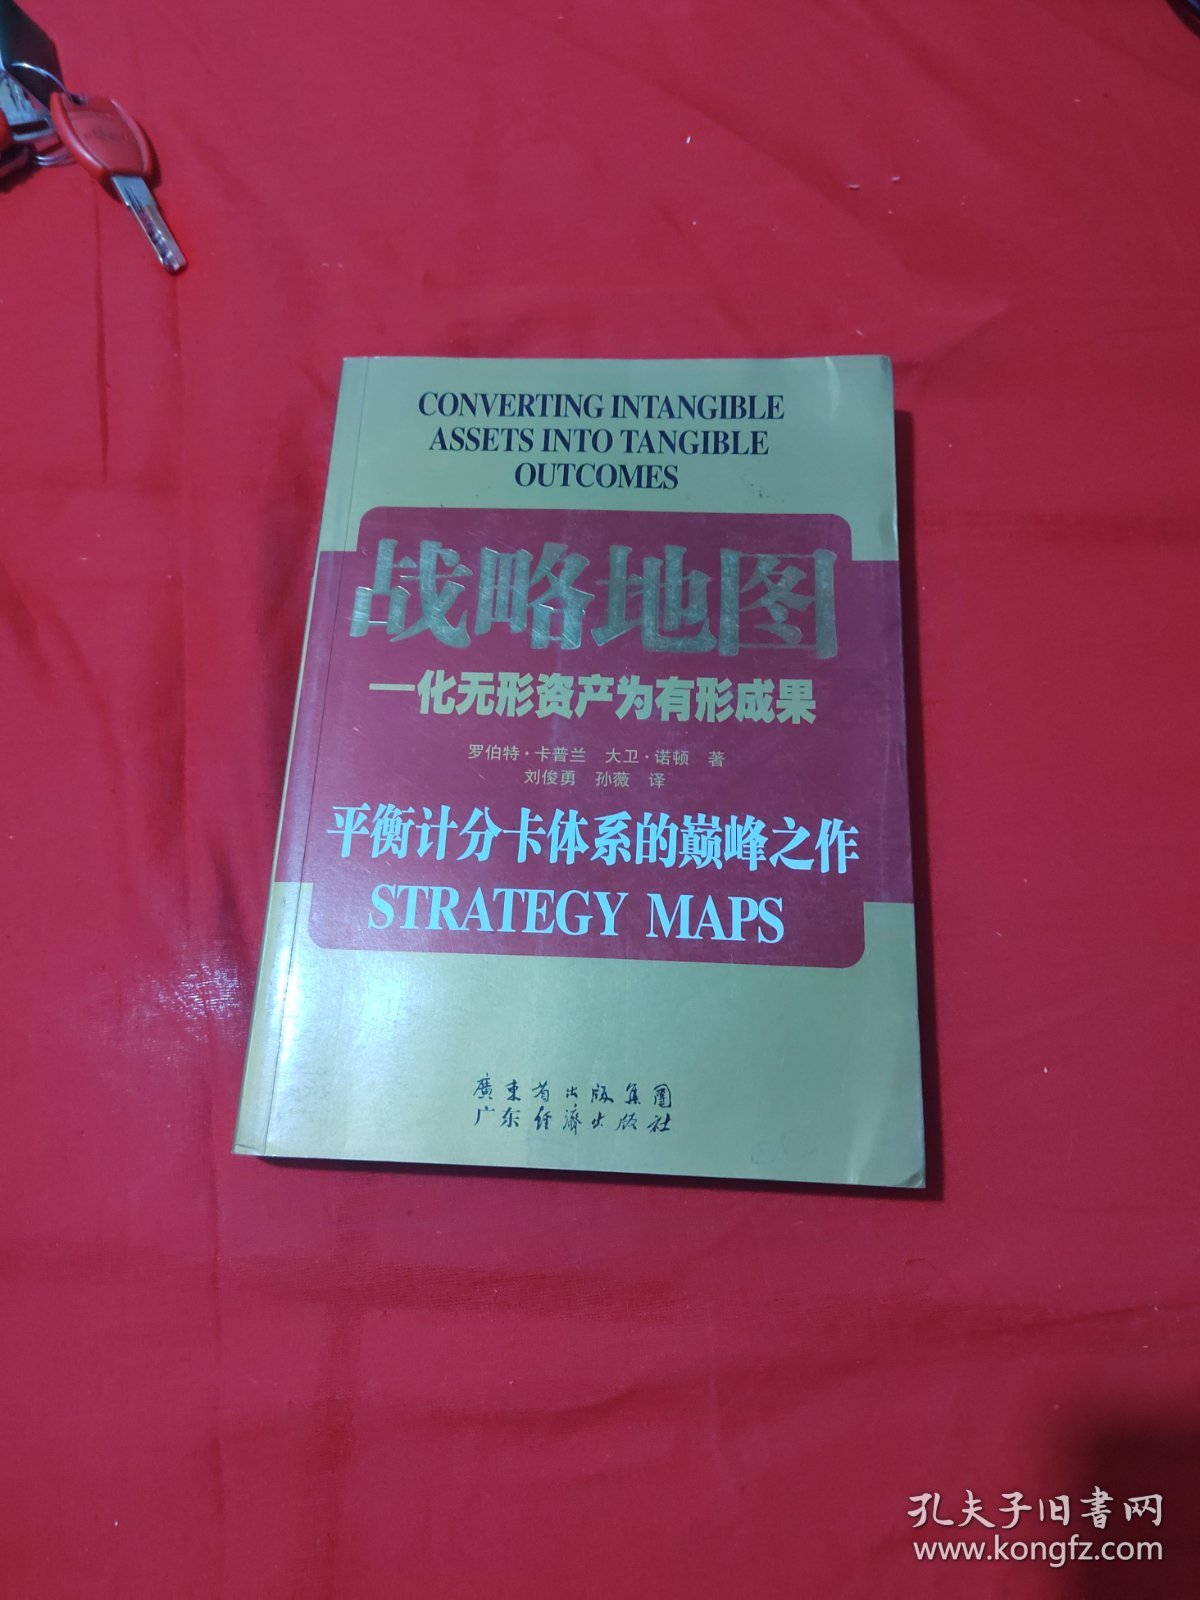 CONVERTING INTANGIBLE
ASSETS INTO TANGIBLE
OUTCOMES
战略地图
—化无形资产为有形成果
罗伯特·卡普兰 大卫·诺顿 著
刘俊勇 孙薇 译
平衡计分卡体系的巅峰之作
STRATEGY MAPS
廣東省出版集團
广东经濟出版社
孔夫子旧書网
www.kongfz.com